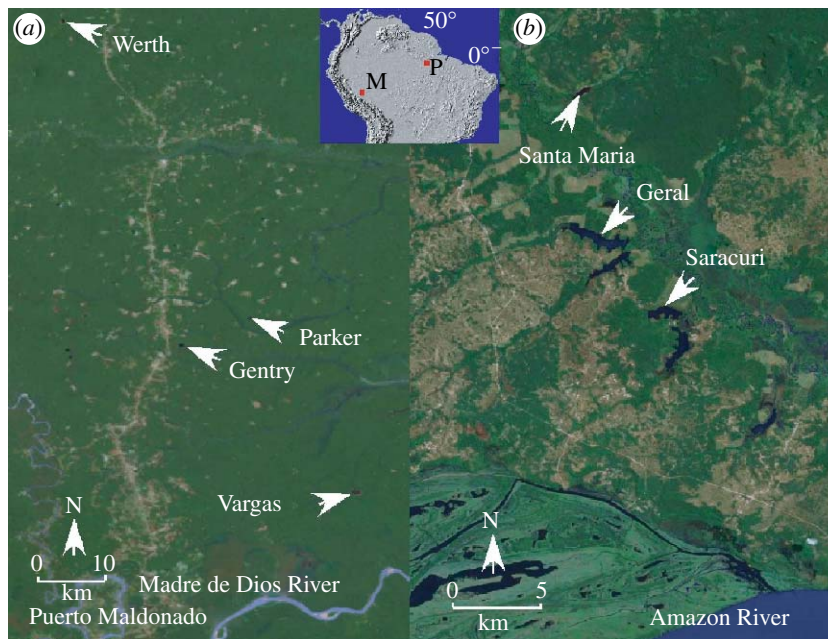 (a)
Werth
50°
0°
M
P
(b)
Santa Maria
Geral
Saracuri
Parker
Gentry
Vargas
N
0 10
km
Madre de Dios River
Puerto Maldonado
N
0 5
km
Amazon River